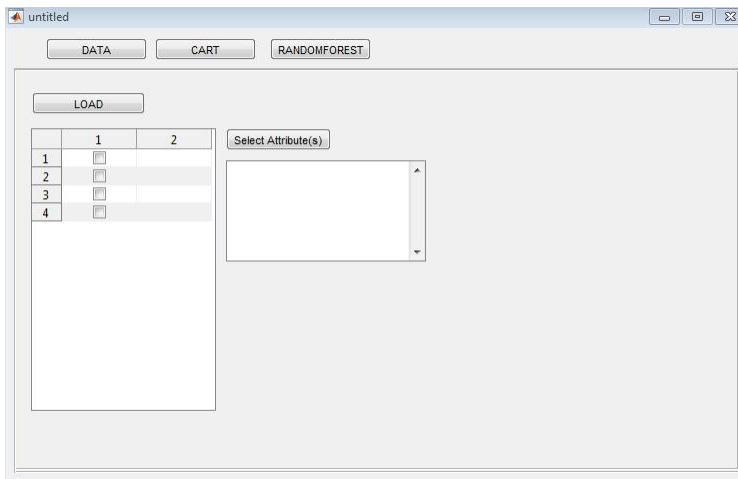 untitled
DATA CART RANDOMFOREST
LOAD
Select Attribute(s)
1 2
1
2
3
4